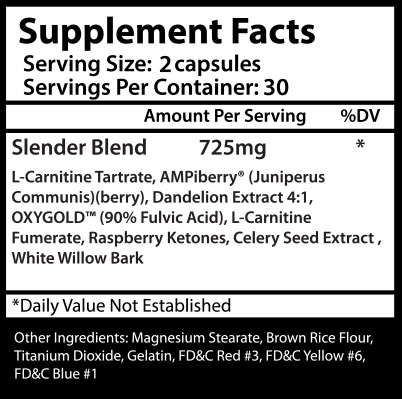 Supplement Facts
Serving Size: 2 capsules
Servings Per Container: 30
Amount Per Serving %DV
Slender Blend 725mg *
L-Carnitine Tartrate, AMPiberry® (Juniperus
Communis)(berry), Dandelion Extract 4:1,
OXYGOLD™ (90% Fulvic Acid), L-Carnitine
Fumerate, Raspberry Ketones, Celery Seed Extract ,
White Willow Bark
*Daily Value Not Established
Other Ingredients: Magnesium Stearate, Brown Rice Flour,
Titanium Dioxide, Gelatin, FD&C Red #3, FD&C Yellow #6,
FD&C Blue #1